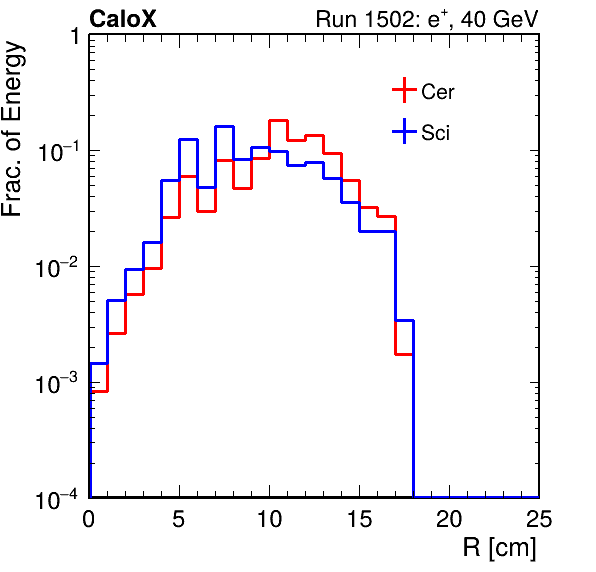 CaloX Run 1502: e⁺, 40 GeV
Frac. of Energy
1
10⁻¹
10⁻²
10⁻³
10⁻⁴
Cer
Sci
0 5 10 15 20 25
R [cm]